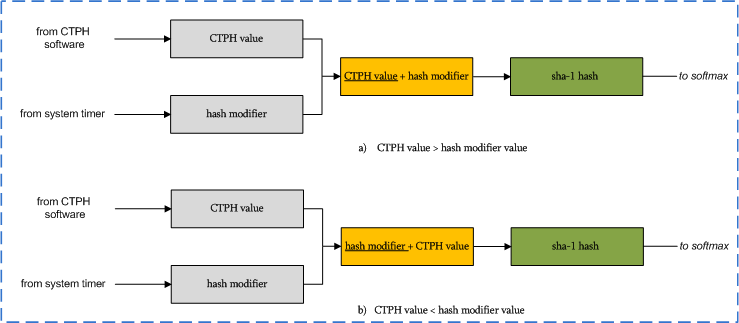 from CTPH
software
CTPH value
CTPH value + hash modifier
sha-1 hash
to softmax
from system timer
hash modifier
a) CTPH value > hash modifier value
from CTPH
software
CTPH value
hash modifier + CTPH value
sha-1 hash
to softmax
from system timer
hash modifier
b) CTPH value < hash modifier value